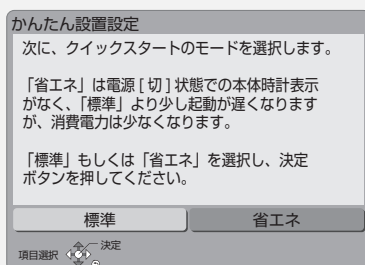 かんたん設置設定
次に、クイックスタートのモードを選択します。
「省エネ」は電源 [ 切 ] 状態での本体時計表示
がなく、「標準」より少し起動が遅くなります
が、消費電力は少なくなります。
「標準」もしくは「省エネ」を選択し、決定
ボタンを押してください。
標準 省エネ
項目選択 決定